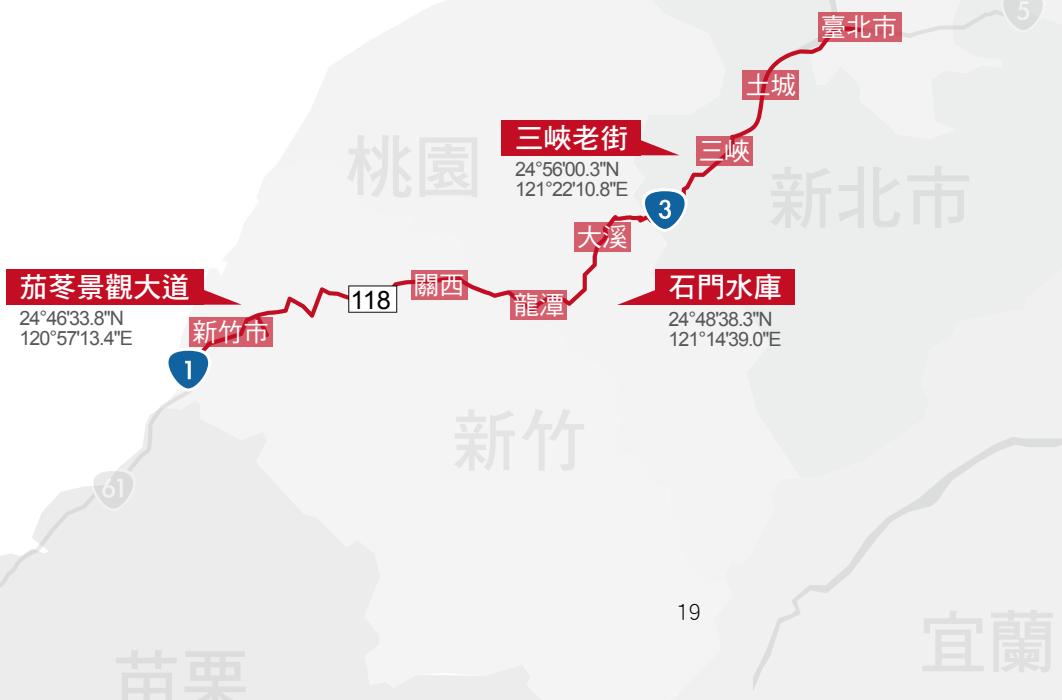 5
臺北市
土城
三峽老街
24°56'00.3"N
121°22'10.8"E
三峽
桃園
新北市
3
大溪
茄苳景觀大道
24°46'33.8"N
120°57'13.4"E
關西
118
龍潭
石門水庫
24°48'38.3"N
121°14'39.0"E
新竹市
1
新竹
61
19
宜蘭
苗栗